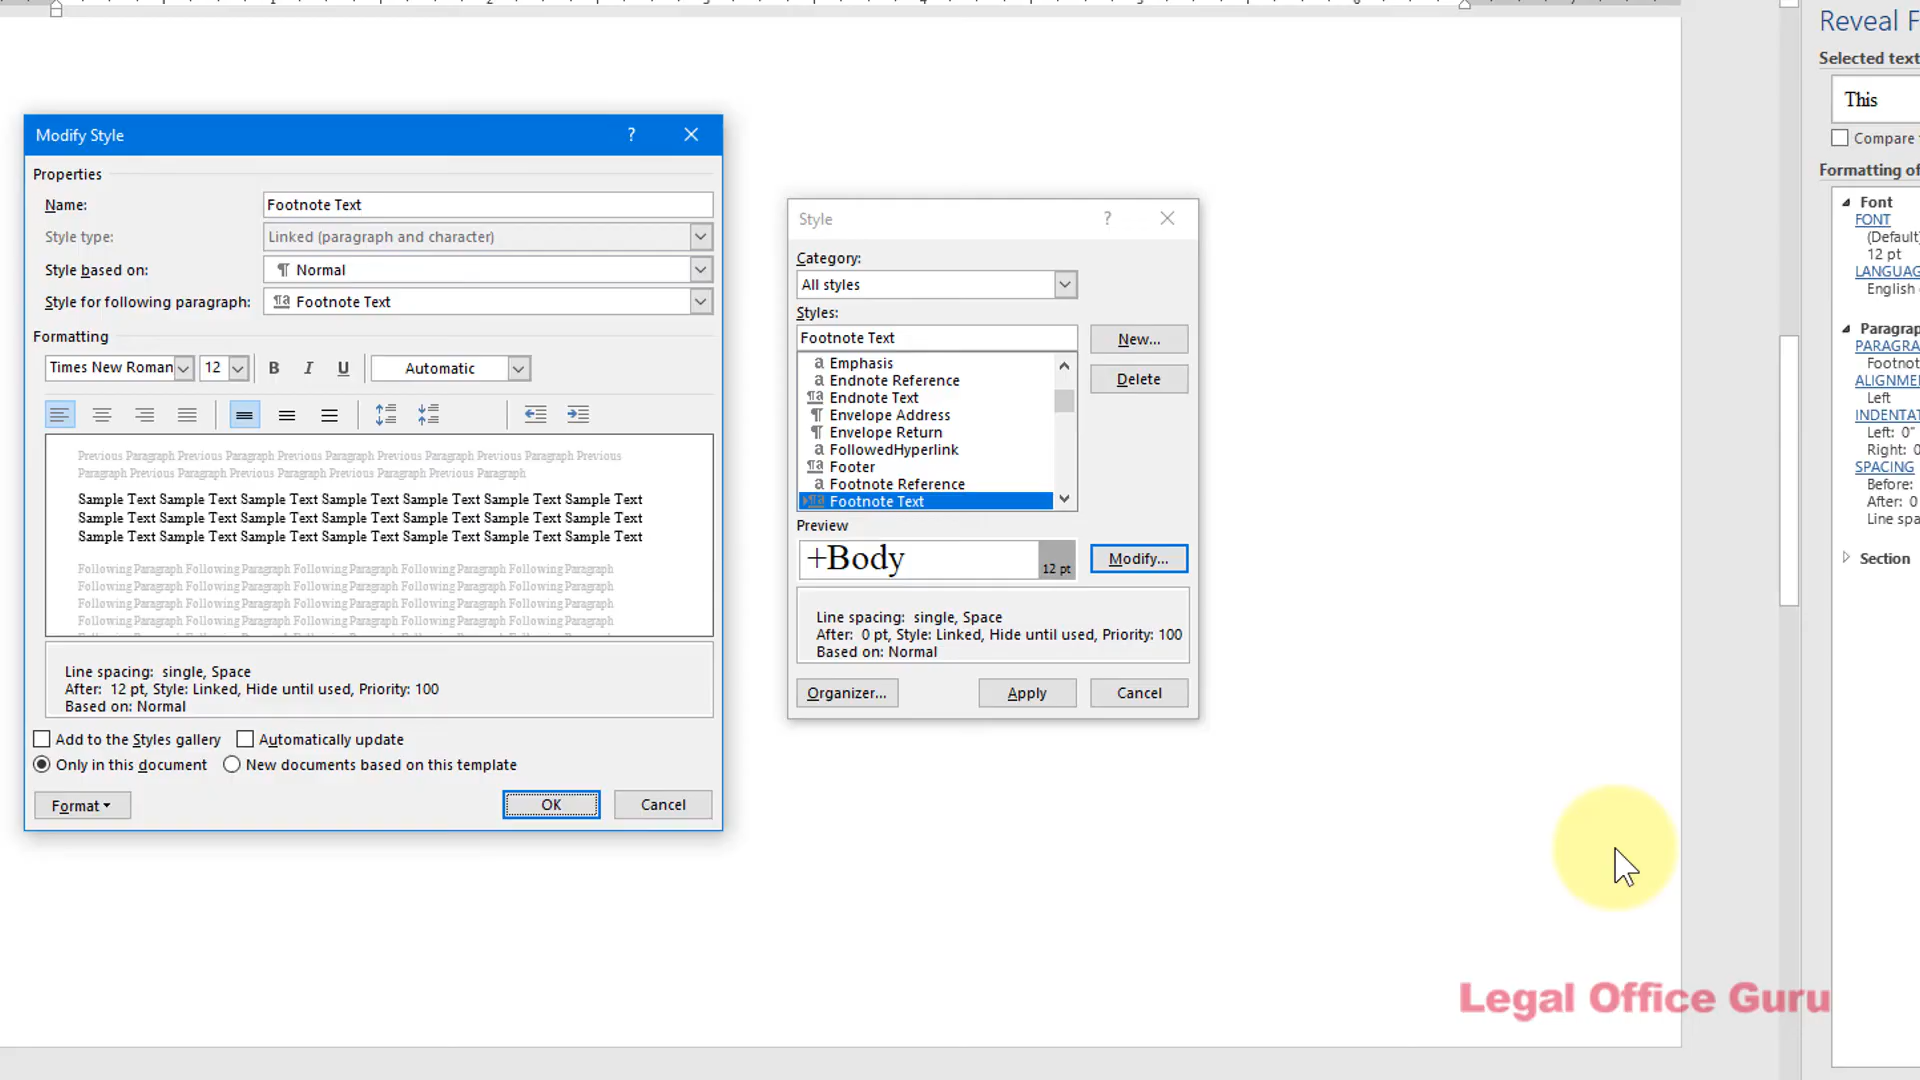 Modify Style
?
Properties
Name:
Footnote Text
Style type:
Linked (paragraph and character)
Style based on:
¶ Normal
Style for following paragraph:
¶a Footnote Text
Formatting
Times New Roman
12
B I U
Automatic
Previous Paragraph Previous Paragraph Previous Paragraph Previous Paragraph Previous Paragraph Previous
Paragraph Previous Paragraph Previous Paragraph Previous Paragraph Previous Paragraph
Sample Text Sample Text Sample Text Sample Text Sample Text Sample Text Sample Text
Sample Text Sample Text Sample Text Sample Text Sample Text Sample Text Sample Text
Sample Text Sample Text Sample Text Sample Text Sample Text Sample Text Sample Text
Following Paragraph Following Paragraph Following Paragraph Following Paragraph Following Paragraph
Following Paragraph Following Paragraph Following Paragraph Following Paragraph Following Paragraph
Following Paragraph Following Paragraph Following Paragraph Following Paragraph Following Paragraph
Following Paragraph Following Paragraph Following Paragraph Following Paragraph Following Paragraph
Line spacing: single, Space
After: 12 pt, Style: Linked, Hide until used, Priority: 100
Based on: Normal
Add to the Styles gallery
Automatically update
Only in this document
New documents based on this template
Format
OK
Cancel
Style
?
Category:
All styles
Styles:
Footnote Text
New...
Delete
a Emphasis
a Endnote Reference
¶a Endnote Text
¶ Envelope Address
¶ Envelope Return
a FollowedHyperlink
¶a Footer
a Footnote Reference
¶a Footnote Text
Preview
+Body
12 pt
Modify...
Line spacing: single, Space
After: 0 pt, Style: Linked, Hide until used, Priority: 100
Based on: Normal
Organizer...
Apply
Cancel
Reveal F
Selected text
This
Compare
Formatting of
Font
FONT
(Default)
12 pt
LANGUAG
English
Paragrap
PARAGRA
Footnot
ALIGNME
Left
INDENTAT
Left: 0"
Right: 0
SPACING
Before:
After: 0
Line spa
Section
Legal Office Guru